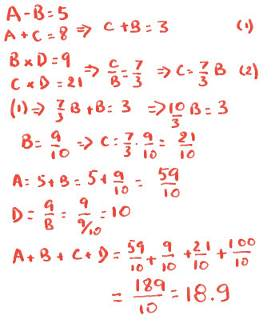 A-B=5
A+C=8 ⇒ C+B=3 (1)
B×D=9
C×D=21 ⇒ C/B=7/3 ⇒ C=7/3 B (2)
(1)⇒ 7/3 B+B=3 ⇒ 10/3 B=3
B=9/10 ⇒ C=7/3·9/10=21/10
A=5+B=5+9/10=59/10
D=9/B=9/9/10=10
A+B+C+D=59/10+9/10+21/10+100/10
=189/10=18.9